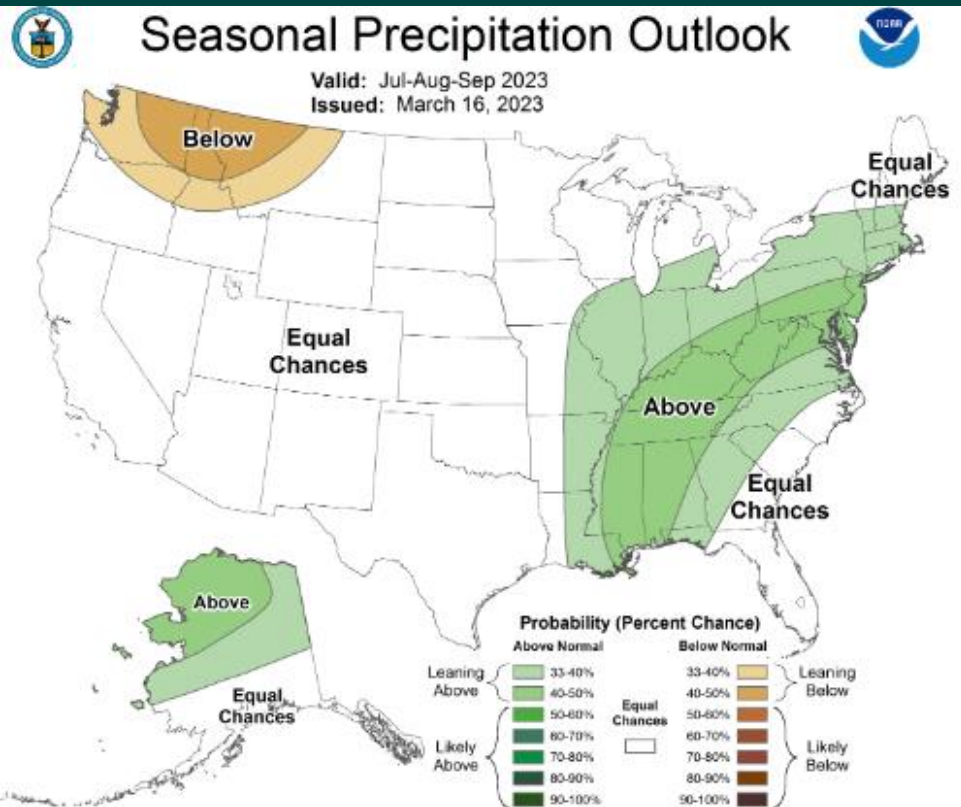 Seasonal Precipitation Outlook
NOAA
Valid: Jul-Aug-Sep 2023
Issued: March 16, 2023
Below
Equal
Chances
Equal
Chances
Above
Equal
Chances
Above
Equal
Chances
Probability (Percent Chance)
Above Normal
Below Normal
Leaning
Above
33-40%
40-50%
Likely
Above
50-60%
60-70%
70-80%
80-90%
90-100%
Equal
Chances
33-40%
40-50%
Leaning
Below
50-60%
60-70%
70-80%
80-90%
90-100%
Likely
Below